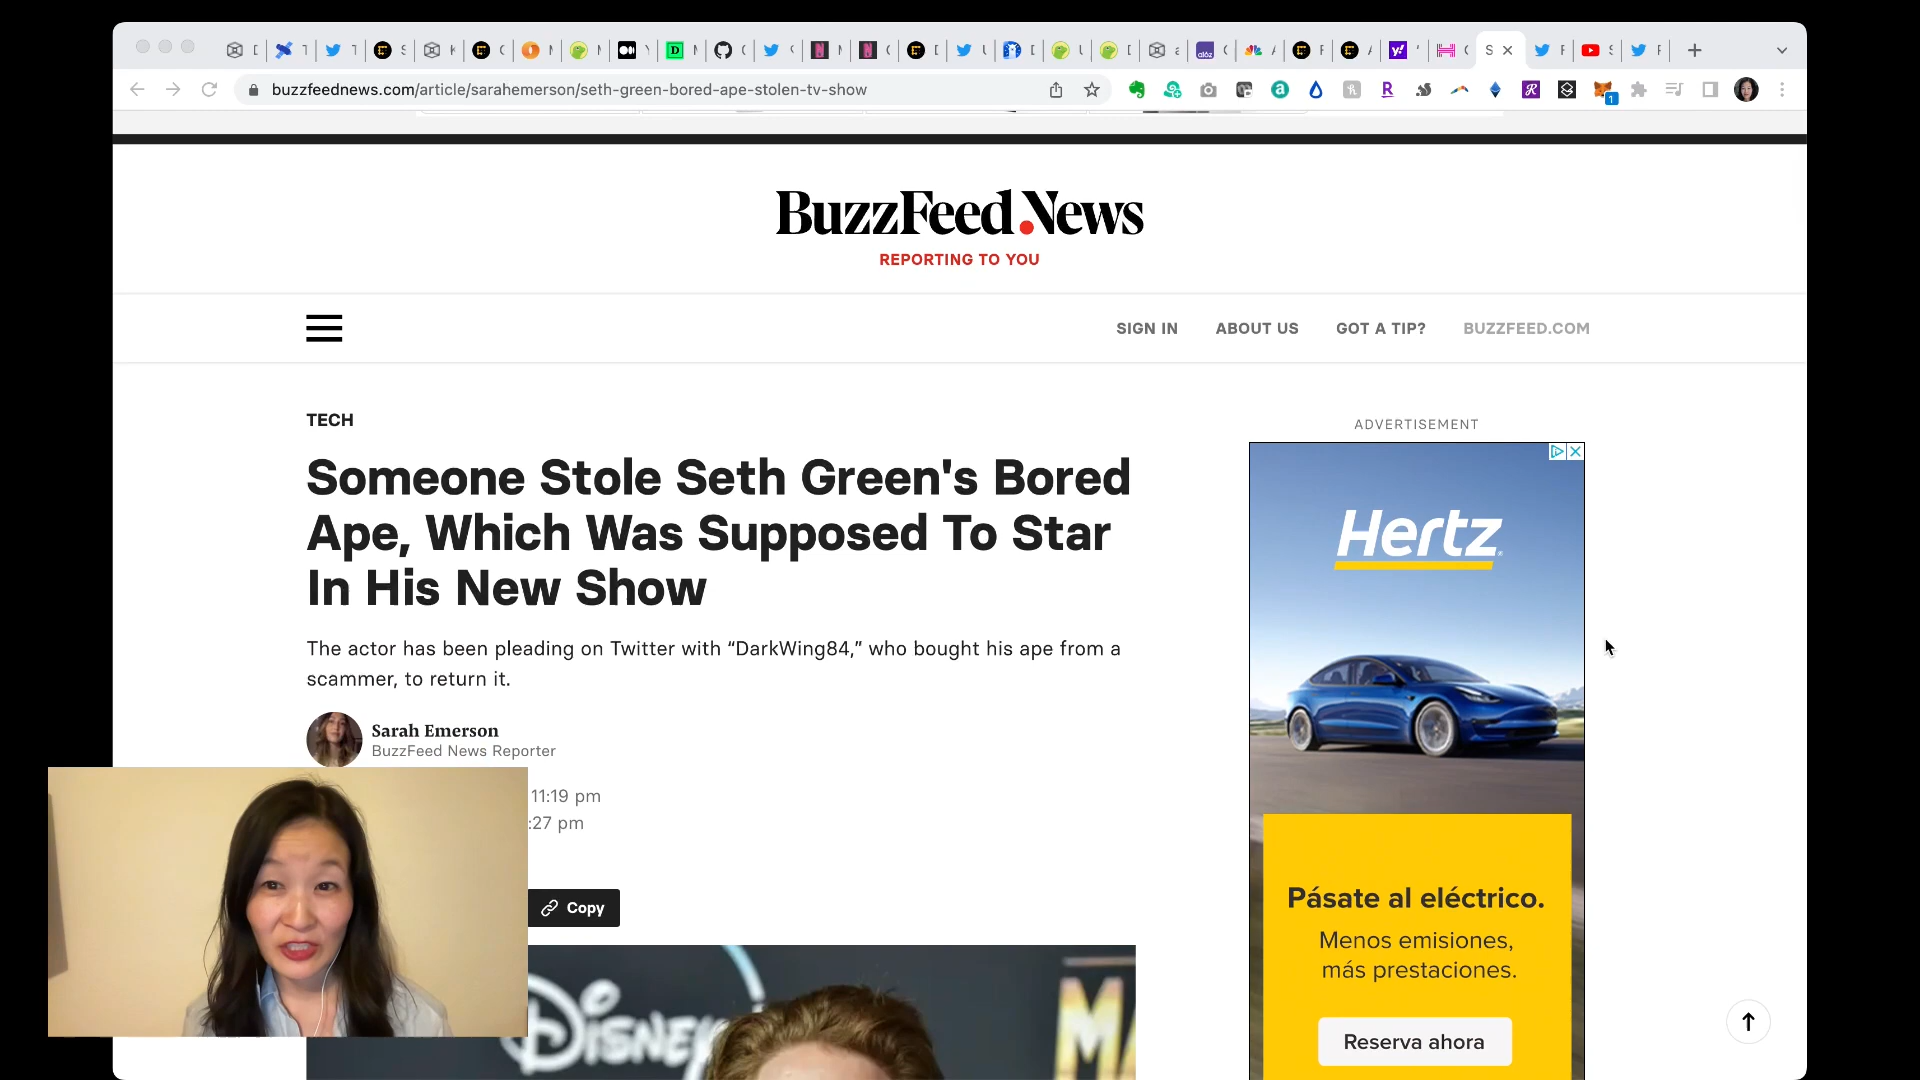 buzzfeednews.com/article/sarahemerson/seth-green-bored-ape-stolen-tv-show
BuzzFeed News
REPORTING TO YOU
SIGN IN
ABOUT US
GOT A TIP?
BUZZFEED.COM
TECH
Someone Stole Seth Green's Bored
Ape, Which Was Supposed To Star
In His New Show
The actor has been pleading on Twitter with “DarkWing84,” who bought his ape from a
scammer, to return it.
Sarah Emerson
BuzzFeed News Reporter
11:19 pm
:27 pm
Copy
Disney
ADVERTISEMENT
Hertz
Pásate al eléctrico.
Menos emisiones,
más prestaciones.
Reserva ahora